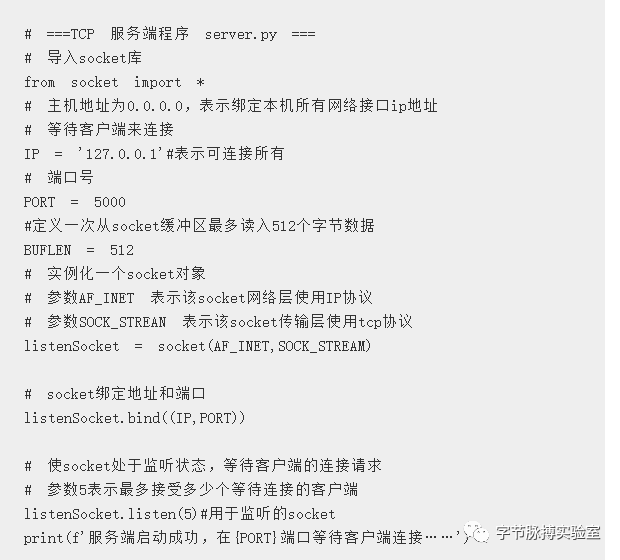 # ===TCP 服务端程序 server.py ===
# 导入socket库
from socket import *
# 主机地址为0.0.0.0，表示绑定本机所有网络接口ip地址
# 等待客户端来连接
IP = '127.0.0.1'#表示可连接所有
# 端口号
PORT = 5000
#定义一次从socket缓冲区最多读入512个字节数据
BUFLEN = 512
# 实例化一个socket对象
# 参数AF_INET 表示该socket网络层使用IP协议
# 参数SOCK_STREAN 表示该socket传输层使用tcp协议
listenSocket = socket(AF_INET,SOCK_STREAM)
# socket绑定地址和端口
listenSocket.bind((IP,PORT))
# 使socket处于监听状态，等待客户端的连接请求
# 参数5表示最多接受多少个等待连接的客户端
listenSocket.listen(5)#用于监听的socket
print(f'服务端启动成功，在{PORT}端口等待客户端连接……')
字节脉搏实验室